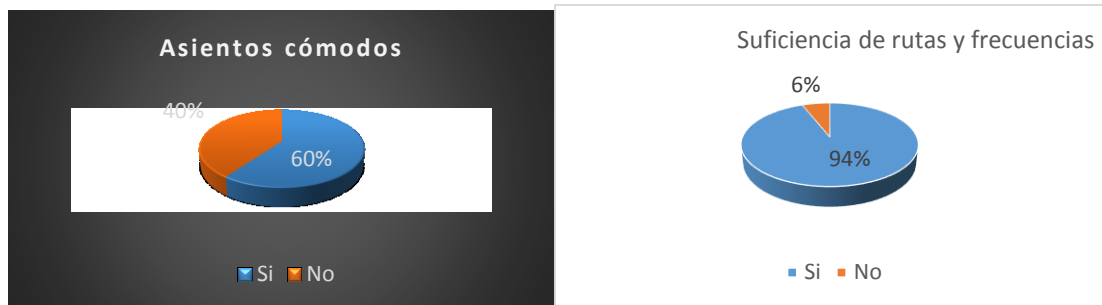 Asientos cómodos
40%
60%
Si No
Suficiencia de rutas y frecuencias
6%
94%
Si No